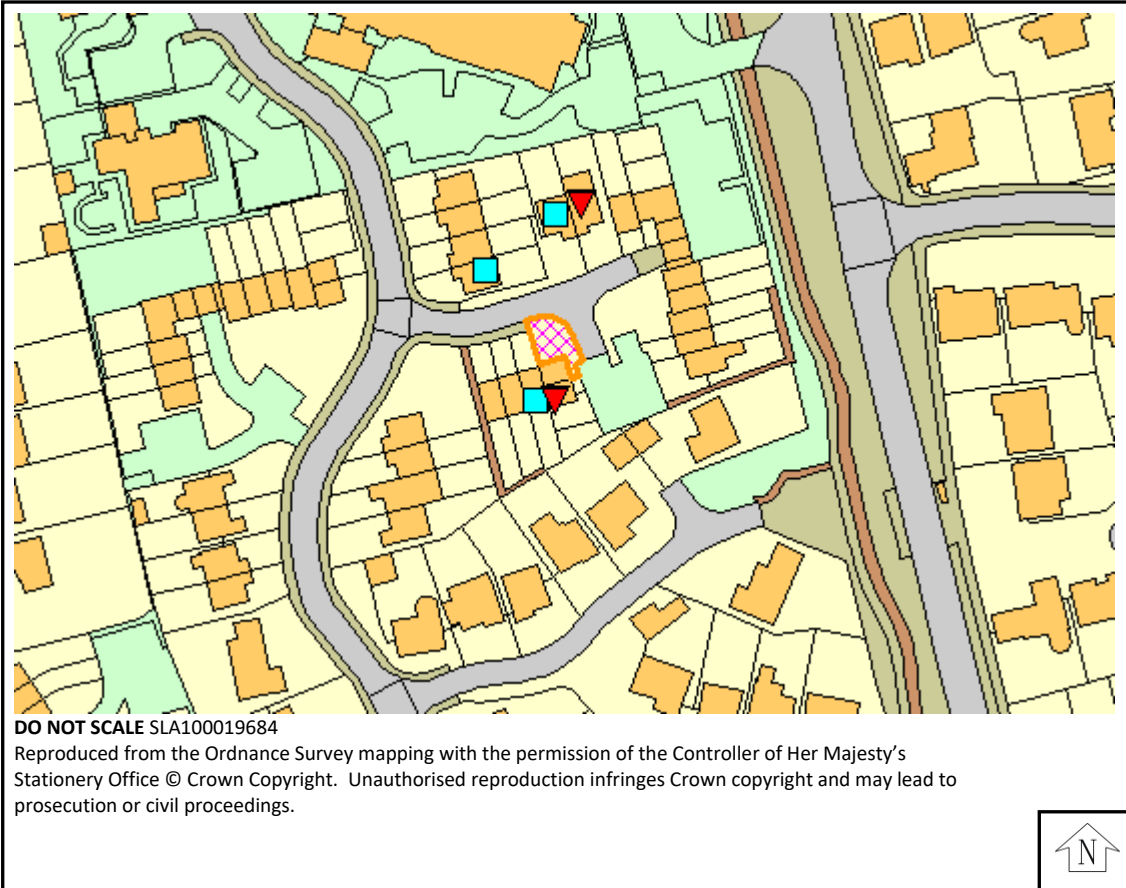 DO NOT SCALE SLA100019684
Reproduced from the Ordnance Survey mapping with the permission of the Controller of Her Majesty's
Stationery Office © Crown Copyright.  Unauthorised reproduction infringes Crown copyright and may lead to
prosecution or civil proceedings.
N